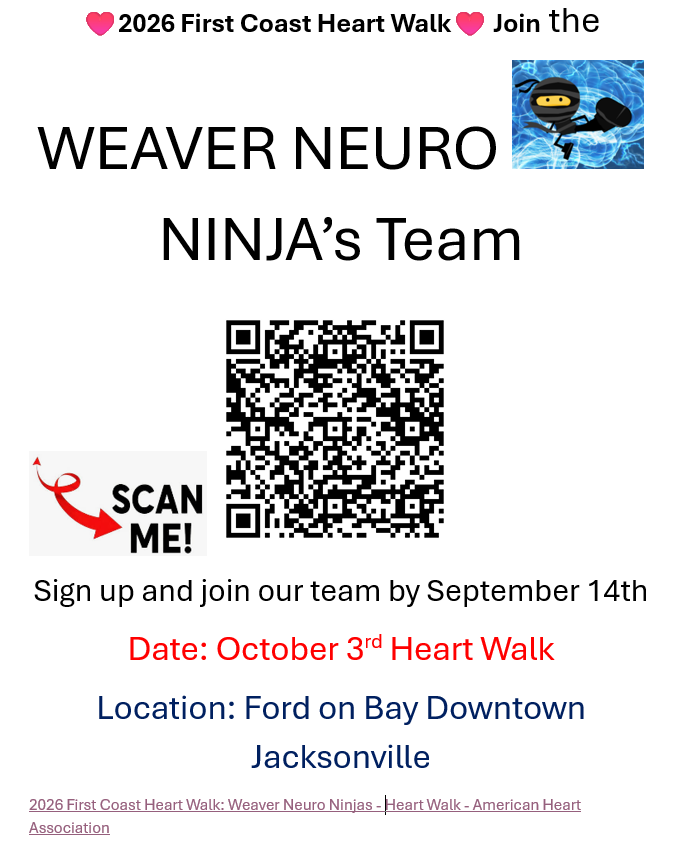 2026 First Coast Heart Walk Join the
WEAVER NEURO
NINJA’s Team
SCAN
ME!
Sign up and join our team by September 14th
Date: October 3rd Heart Walk
Location: Ford on Bay Downtown
Jacksonville
2026 First Coast Heart Walk: Weaver Neuro Ninjas - Heart Walk - American Heart
Association